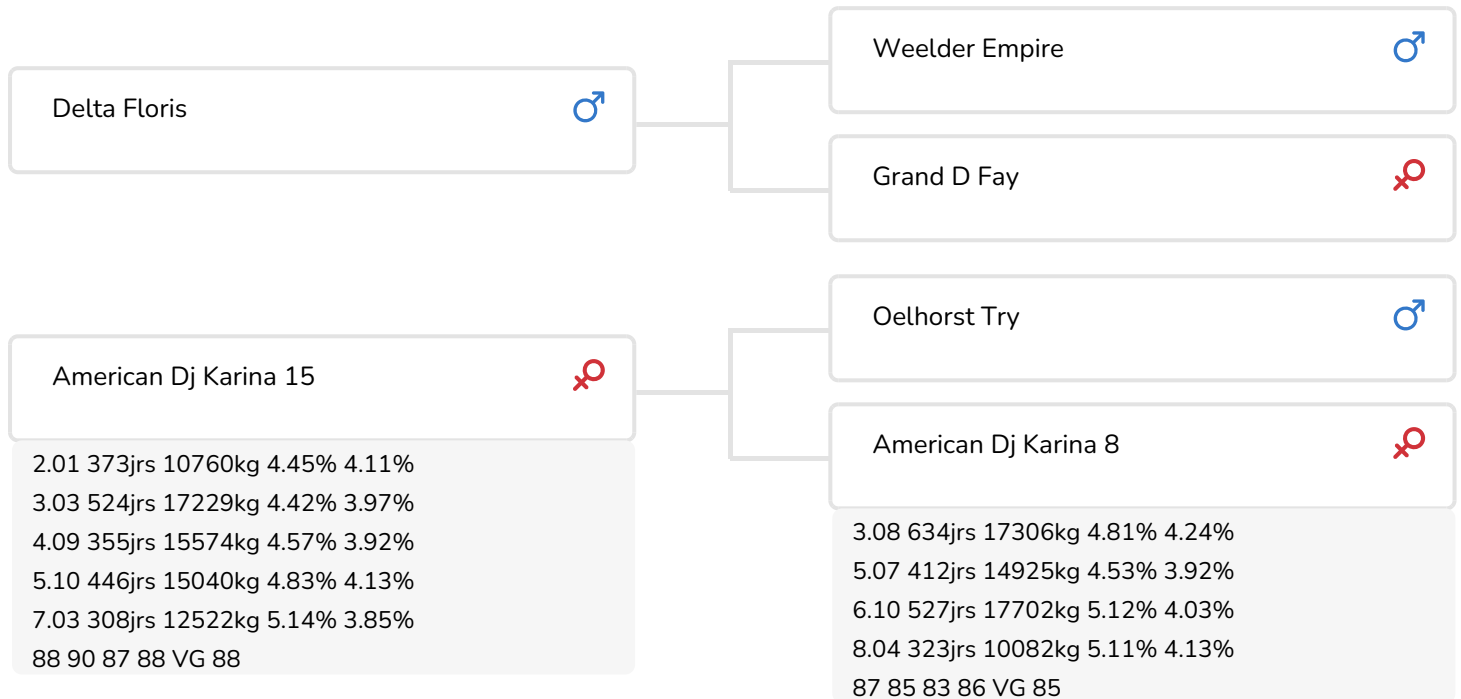 Weelder Empire
Delta Floris
Grand D Fay
Oelhorst Try
American Dj Karina 15
2.01 373jrs 10760kg 4.45% 4.11%
3.03 524jrs 17229kg 4.42% 3.97%
4.09 355jrs 15574kg 4.57% 3.92%
5.10 446jrs 15040kg 4.83% 4.13%
7.03 308jrs 12522kg 5.14% 3.85%
88 90 87 88 VG 88
American Dj Karina 8
3.08 634jrs 17306kg 4.81% 4.24%
5.07 412jrs 14925kg 4.53% 3.92%
6.10 527jrs 17702kg 5.12% 4.03%
8.04 323jrs 10082kg 5.11% 4.13%
87 85 83 86 VG 85